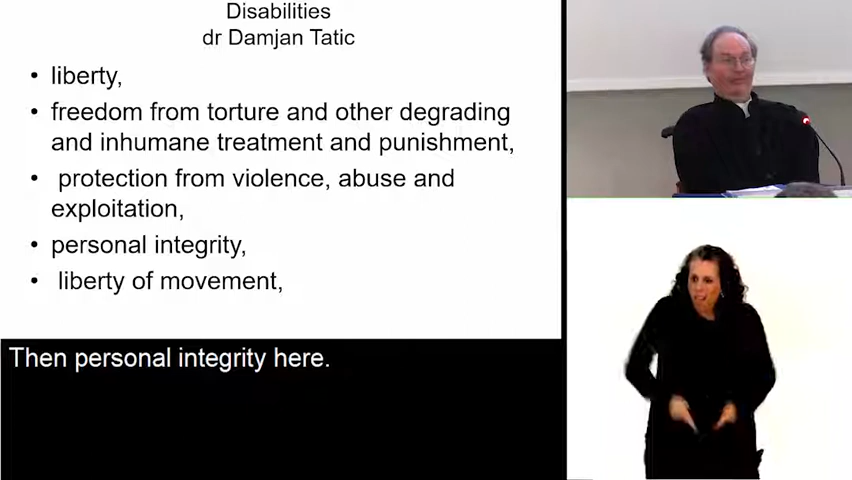 Disabilities
dr Damjan Tatic
• liberty,
• freedom from torture and other degrading
and inhumane treatment and punishment,
• protection from violence, abuse and
exploitation,
• personal integrity,
• liberty of movement,
Then personal integrity here.